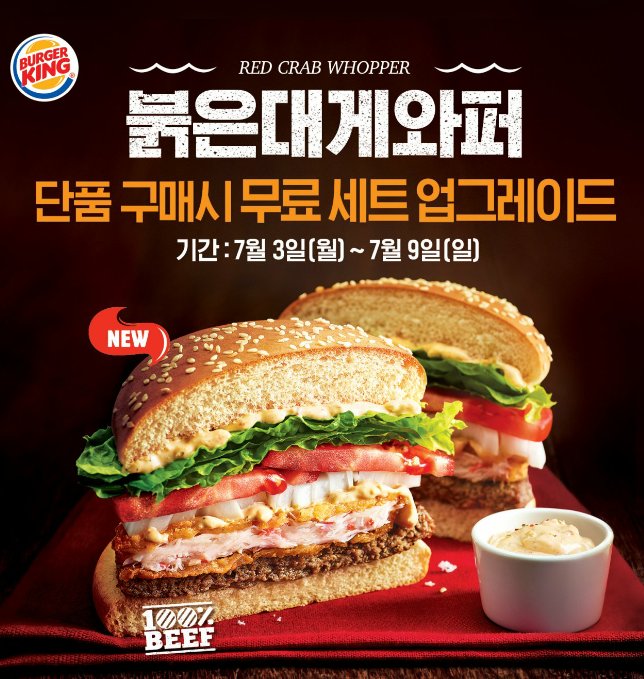 BURGER
KING®
RED CRAB WHOPPER
붉은대게와퍼
단품 구매시 무료 세트 업그레이드
기간 : 7월 3일(월) ~ 7월 9일(일)
NEW
100%
BEEF